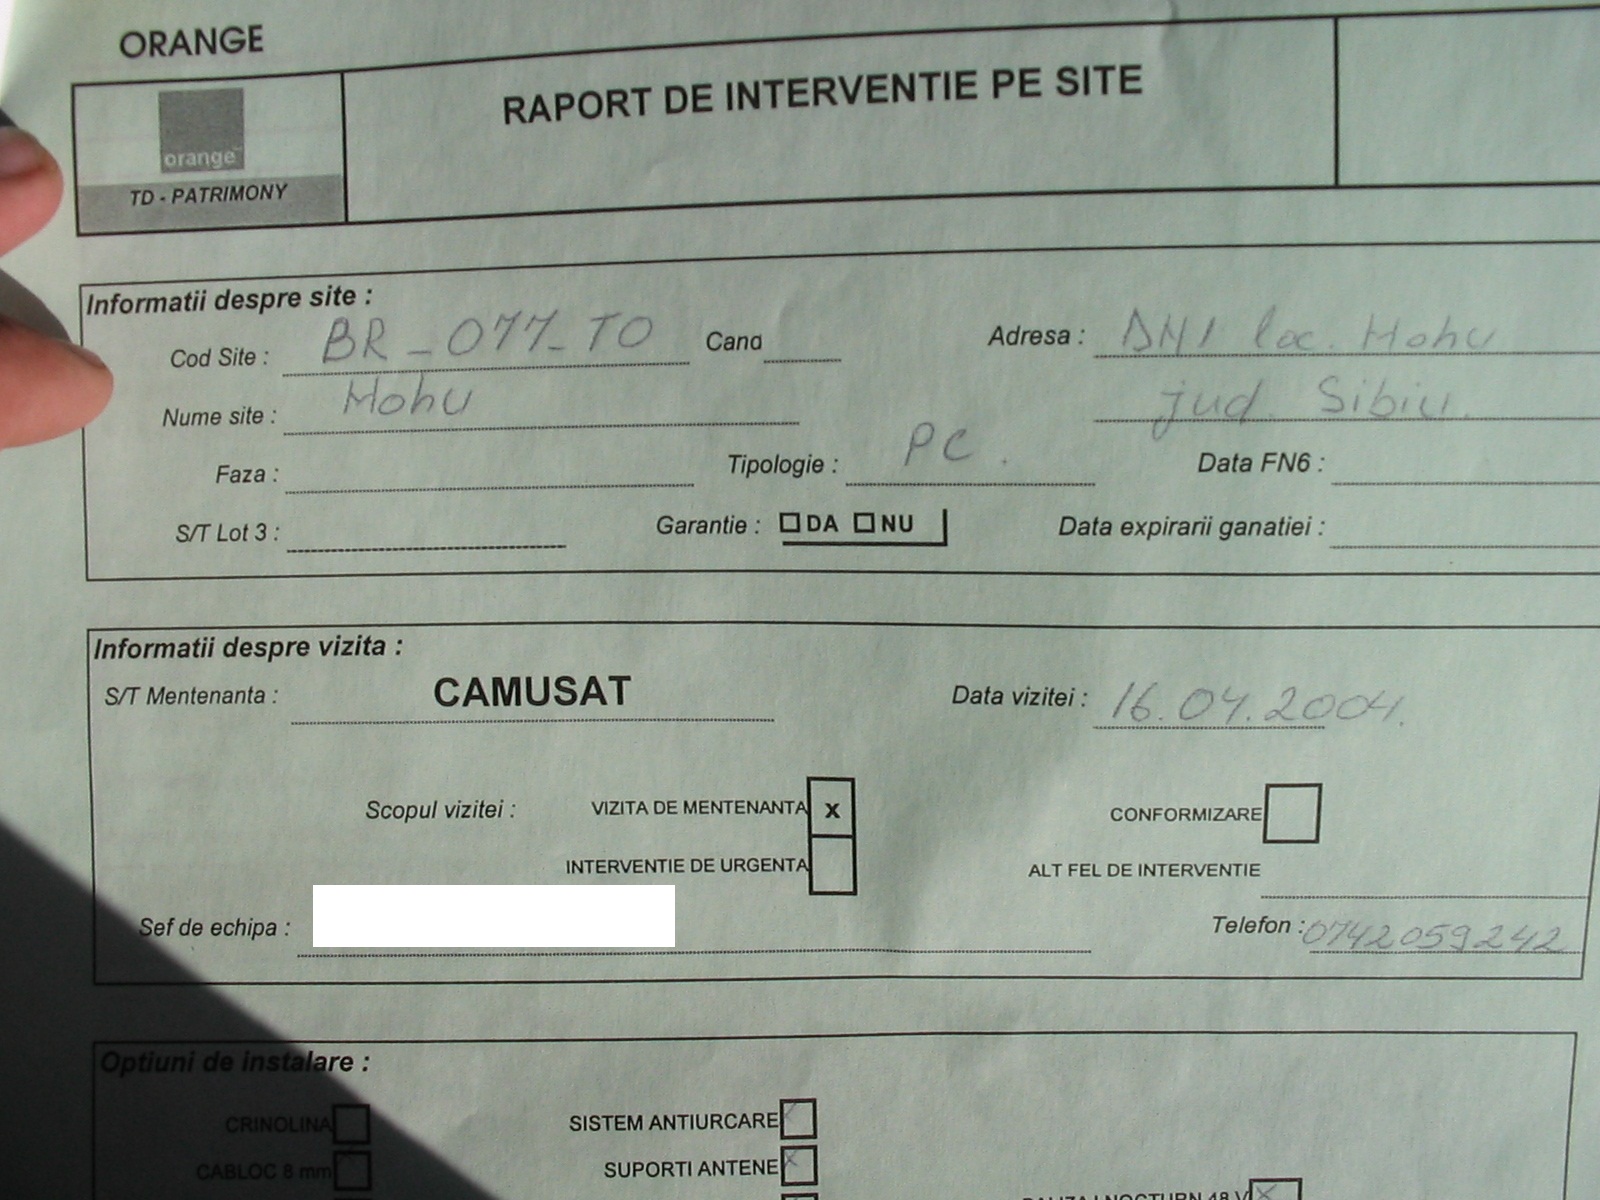 ORANGE
orange
TD - PATRIMONY
RAPORT DE INTERVENTIE PE SITE
Informatii despre site :
Cod Site : BR_077_TO Cand Adresa : DN1 loc. Mohu
Nume site : Mohu jud. Sibiu.
Faza : Tipologie : PC. Data FN6 :
S/T Lot 3 : Garantie : DA NU Data expirarii ganatiei :
Informatii despre vizita :
S/T Mentenanta : CAMUSAT Data vizitei : 16.04.2004.
Scopul vizitei : VIZITA DE MENTENANTA x CONFORMIZARE
INTERVENTIE DE URGENTA ALT FEL DE INTERVENTIE
Sef de echipa : Telefon : 0742059242
Optiuni de instalare :
CRINOLINA SISTEM ANTIURCARE
CABLOC 8 mm SUPORTI ANTENE
NOCTURN 48 V